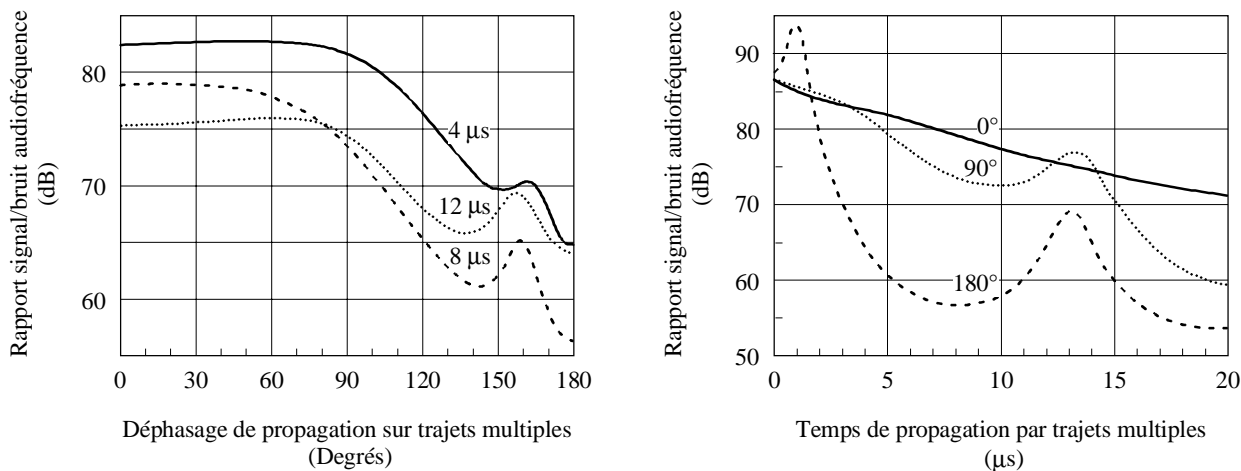 Rapport signal/bruit audiofréquence
(dB)
80
70
60
4 μs
12 μs
8 μs
0
30
60
90
120
150
180
Déphasage de propagation sur trajets multiples
(Degrés)
Rapport signal/bruit audiofréquence
(dB)
90
80
70
60
50
0°
90°
180°
0
5
10
15
20
Temps de propagation par trajets multiples
(μs)